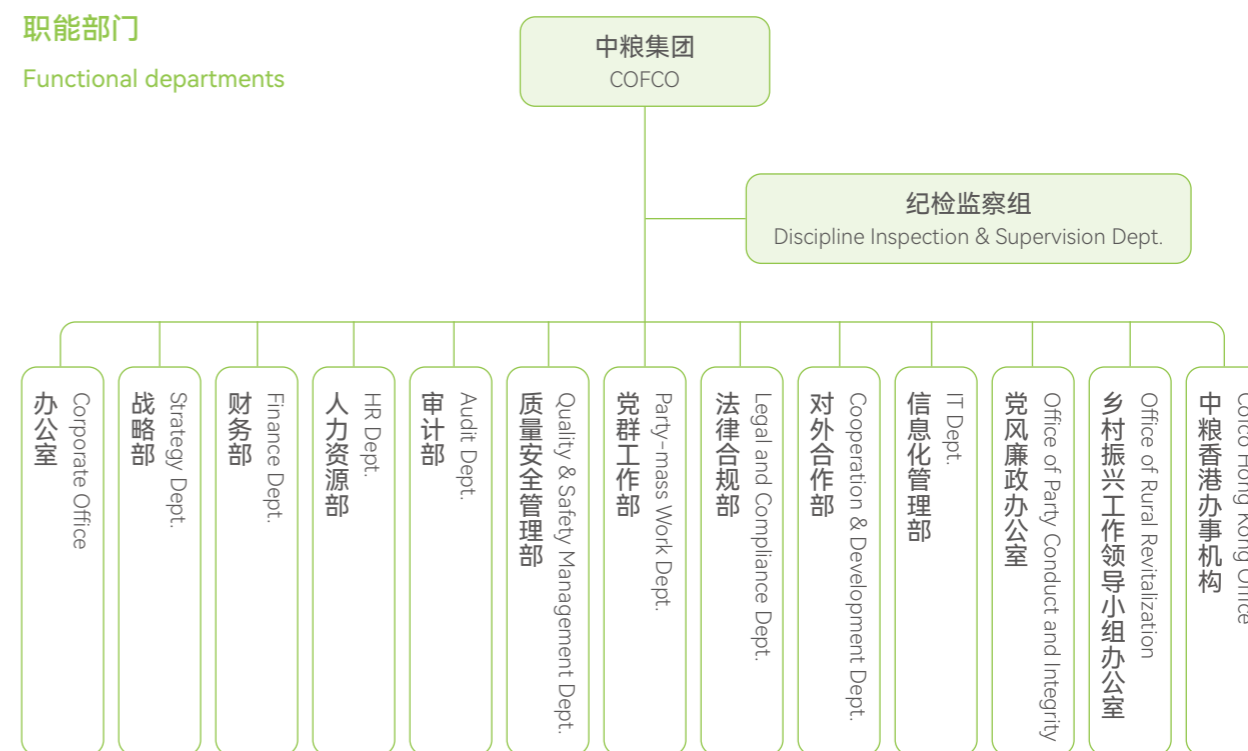 职能部门
Functional departments
中粮集团
COFCO
纪检监察组
Discipline Inspection & Supervision Dept.
办公室
Corporate Office
战略部
Strategy Dept.
财务部
Finance Dept.
人力资源部
HR Dept.
审计部
Audit Dept.
质量安全管理部
Quality & Safety Management Dept.
党群工作部
Party-mass Work Dept.
法律合规部
Legal and Compliance Dept.
对外合作部
Cooperation & Development Dept.
信息化管理部
IT Dept.
党风廉政办公室
Office of Party Conduct and Integrity
乡村振兴工作领导小组办公室
Office of Rural Revitalization
中粮香港办事机构
Cofco Hong Kong Office